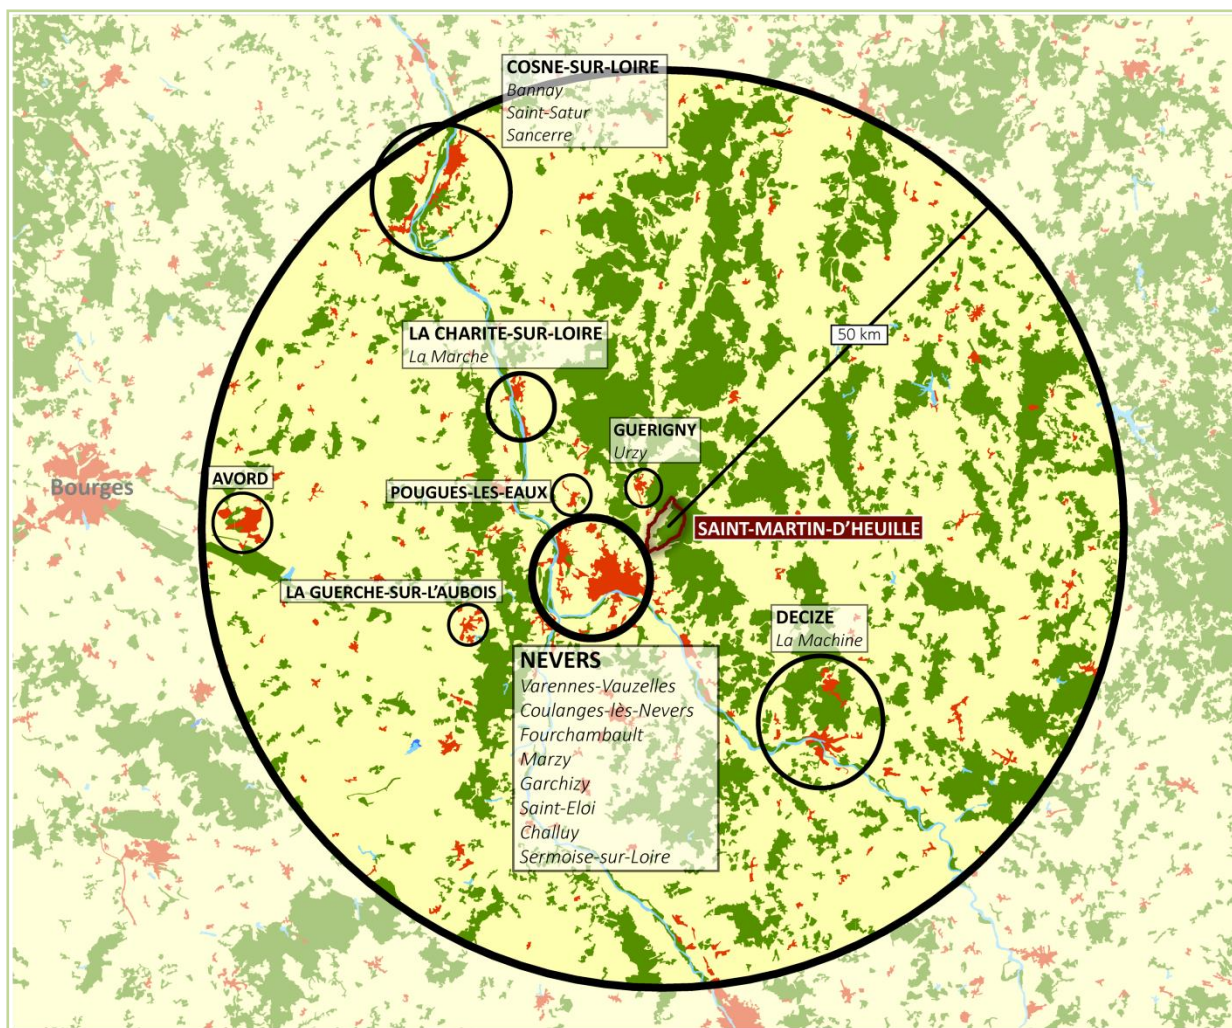 COSNE-SUR-LOIRE
Bannay
Saint-Satur
Sancerre
50 km
LA CHARITE-SUR-LOIRE
La Marche
GUERIGNY
Urzy
AVORD
Bourges
POUGUES-LES-EAUX
SAINT-MARTIN-D'HEUILLE
LA GUERCHE-SUR-L'AUBOIS
DECIZE
La Machine
NEVERS
Varennes-Vauzelles
Coulanges-lès-Nevers
Fourchambault
Marzy
Garchizy
Saint-Eloi
Challuy
Sermoise-sur-Loire